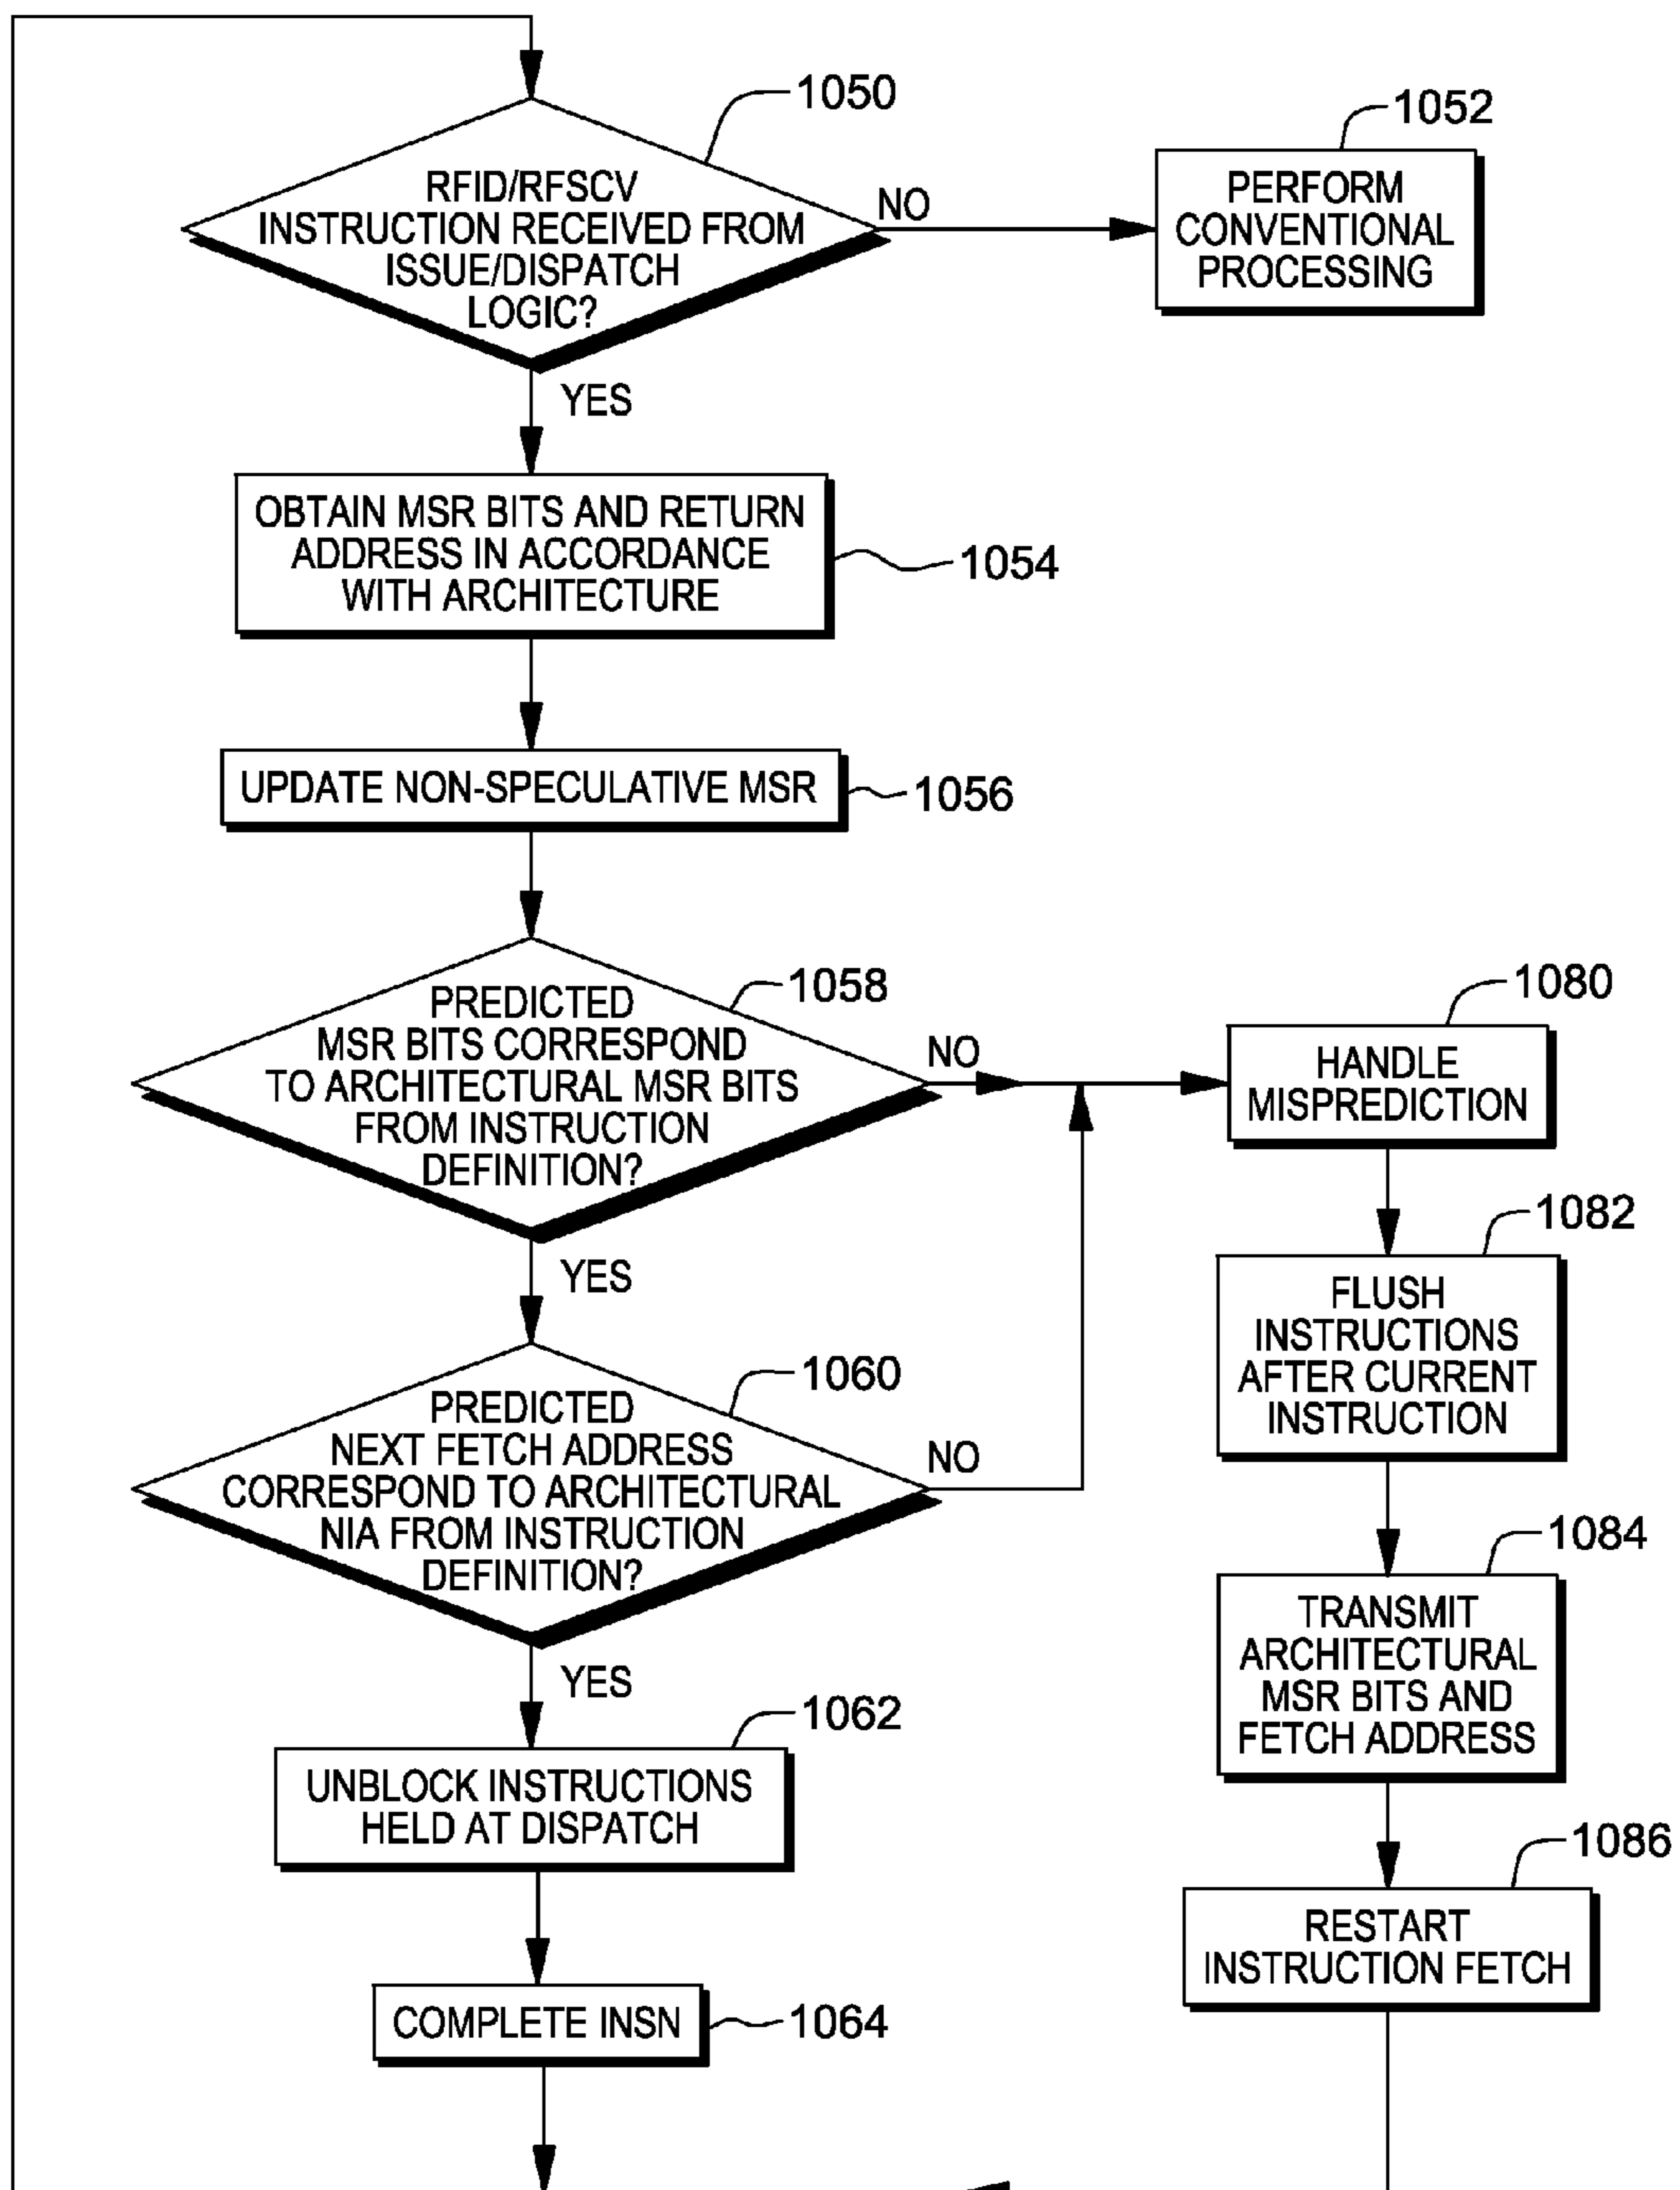 1050
RFID/RFSCV
INSTRUCTION RECEIVED FROM
ISSUE/DISPATCH
LOGIC?
NO
1052
PERFORM
CONVENTIONAL
PROCESSING
YES
OBTAIN MSR BITS AND RETURN
ADDRESS IN ACCORDANCE
WITH ARCHITECTURE
1054
UPDATE NON-SPECULATIVE MSR
1056
1058
PREDICTED
MSR BITS CORRESPOND
TO ARCHITECTURAL MSR BITS
FROM INSTRUCTION
DEFINITION?
NO
1080
HANDLE
MISPREDICTION
YES
1060
PREDICTED
NEXT FETCH ADDRESS
CORRESPOND TO ARCHITECTURAL
NIA FROM INSTRUCTION
DEFINITION?
NO
1082
FLUSH
INSTRUCTIONS
AFTER CURRENT
INSTRUCTION
1084
TRANSMIT
ARCHITECTURAL
MSR BITS AND
FETCH ADDRESS
YES
1062
UNBLOCK INSTRUCTIONS
HELD AT DISPATCH
1086
RESTART
INSTRUCTION FETCH
COMPLETE INSN
1064